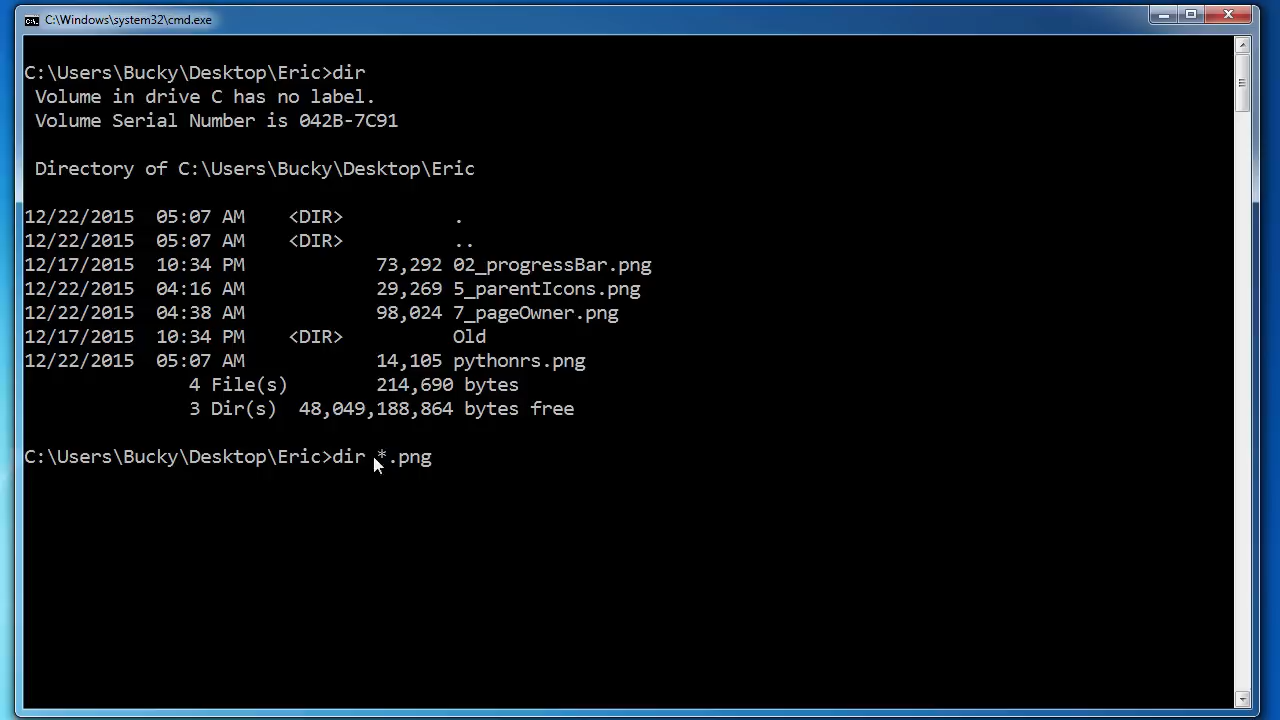 C:\Windows\system32\cmd.exe
C:\Users\Bucky\Desktop\Eric>dir
Volume in drive C has no label.
Volume Serial Number is 042B-7C91
Directory of C:\Users\Bucky\Desktop\Eric
12/22/2015  05:07 AM    <DIR>          .
12/22/2015  05:07 AM    <DIR>          ..
12/17/2015  10:34 PM            73,292 02_progressBar.png
12/22/2015  04:16 AM            29,269 5_parentIcons.png
12/22/2015  04:38 AM            98,024 7_pageOwner.png
12/17/2015  10:34 PM    <DIR>          Old
12/22/2015  05:07 AM            14,105 pythonrs.png
4 File(s)        214,690 bytes
3 Dir(s)  48,049,188,864 bytes free
C:\Users\Bucky\Desktop\Eric>dir *.png